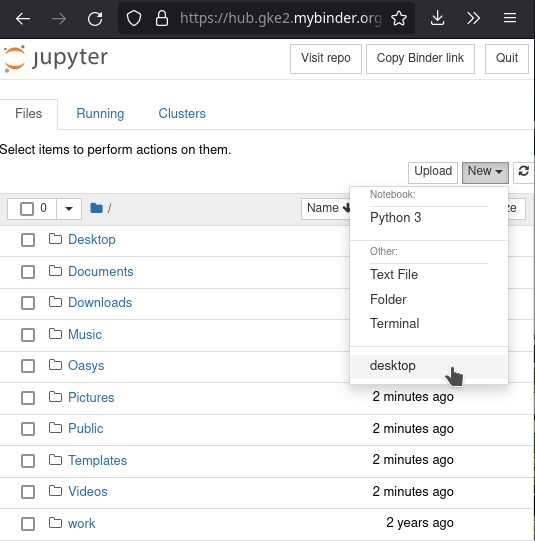 https://hub.gke2.mybinder.org
jupyter
Visit repo
Copy Binder link
Quit
Files
Running
Clusters
Select items to perform actions on them.
Upload
New
0
/
Name
ze
Notebook:
Python 3
Other:
Text File
Folder
Terminal
desktop
Desktop
Documents
Downloads
Music
Oasys
Pictures
2 minutes ago
Public
2 minutes ago
Templates
2 minutes ago
Videos
2 minutes ago
work
2 years ago